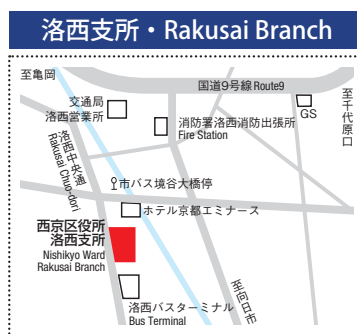 洛西支所・Rakusai Branch
至亀岡
国道9号線 Route9
交通局
洛西営業所
消防署洛西消防出張所
Fire Station
GS
至千代原口
洛西中央通
Rakusai Chuo-dori
市バス境谷大橋停
ホテル京都エミナース
西京区役所
洛西支所
Nishikyo Ward
Rakusai Branch
至向日市
洛西バスターミナル
Bus Terminal